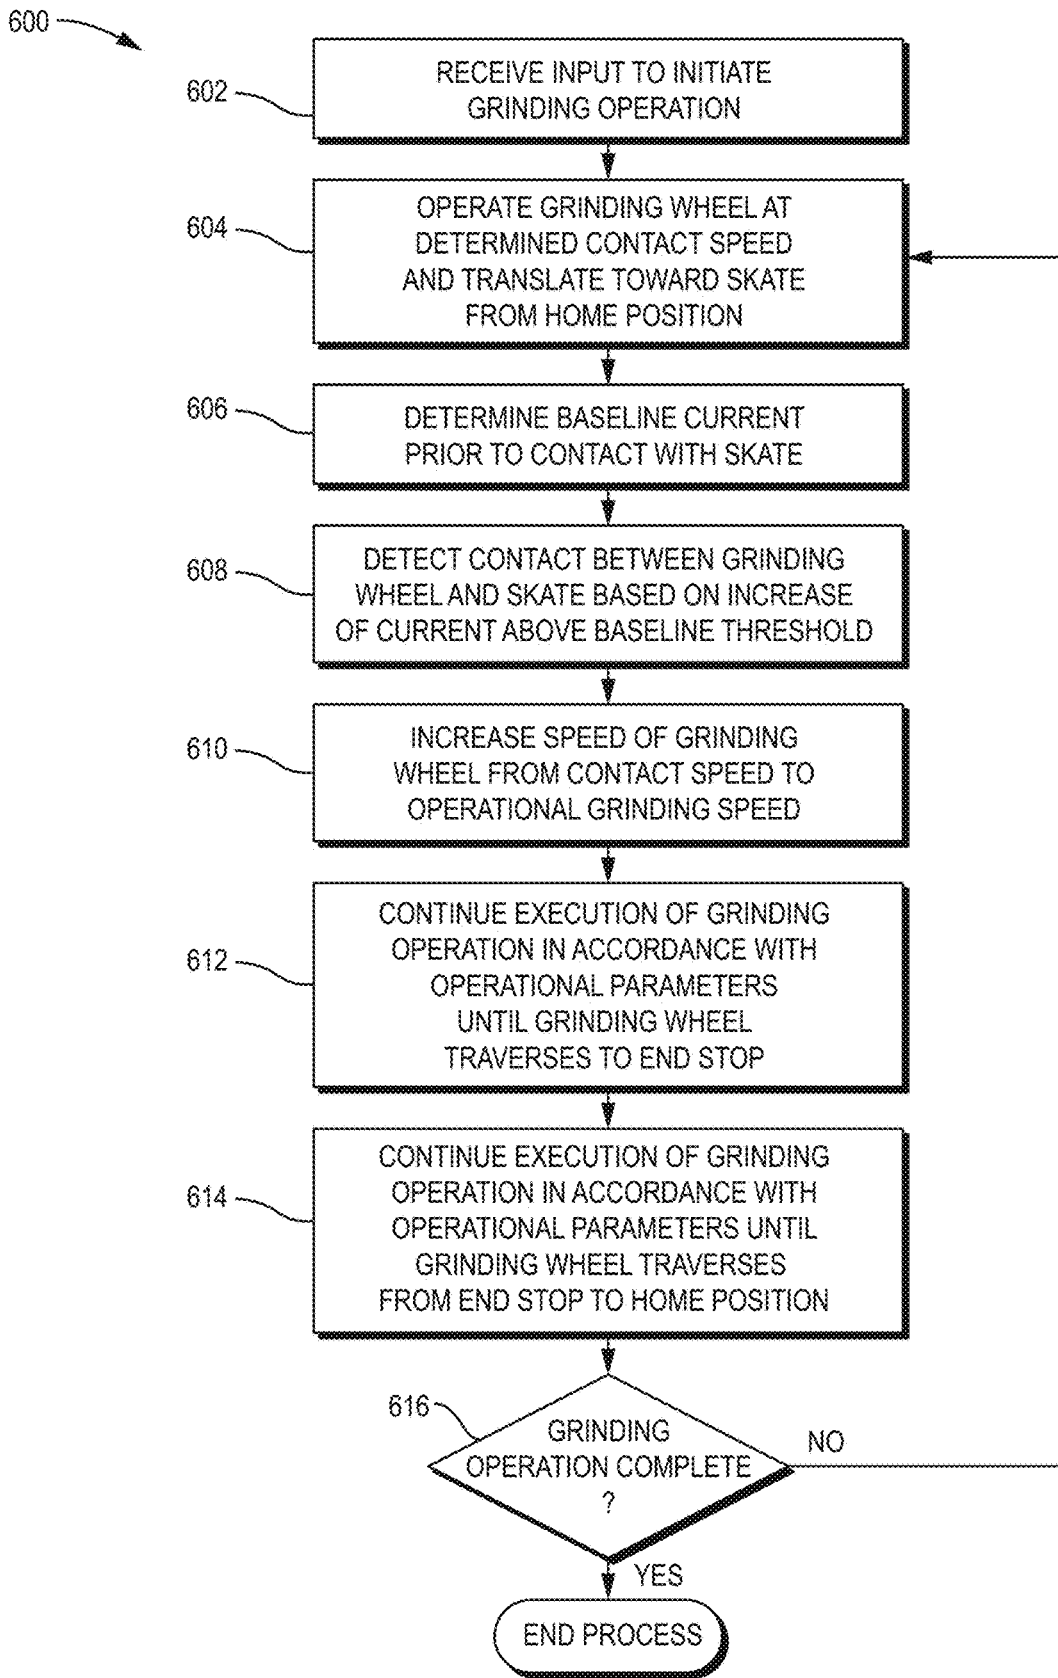 600
602
RECEIVE INPUT TO INITIATE
GRINDING OPERATION
604
OPERATE GRINDING WHEEL AT
DETERMINED CONTACT SPEED
AND TRANSLATE TOWARD SKATE
FROM HOME POSITION
606
DETERMINE BASELINE CURRENT
PRIOR TO CONTACT WITH SKATE
608
DETECT CONTACT BETWEEN GRINDING
WHEEL AND SKATE BASED ON INCREASE
OF CURRENT ABOVE BASELINE THRESHOLD
610
INCREASE SPEED OF GRINDING
WHEEL FROM CONTACT SPEED TO
OPERATIONAL GRINDING SPEED
612
CONTINUE EXECUTION OF GRINDING
OPERATION IN ACCORDANCE WITH
OPERATIONAL PARAMETERS
UNTIL GRINDING WHEEL
TRAVERSES TO END STOP
614
CONTINUE EXECUTION OF GRINDING
OPERATION IN ACCORDANCE WITH
OPERATIONAL PARAMETERS UNTIL
GRINDING WHEEL TRAVERSES
FROM END STOP TO HOME POSITION
616
GRINDING
OPERATION COMPLETE
?
NO
YES
END PROCESS